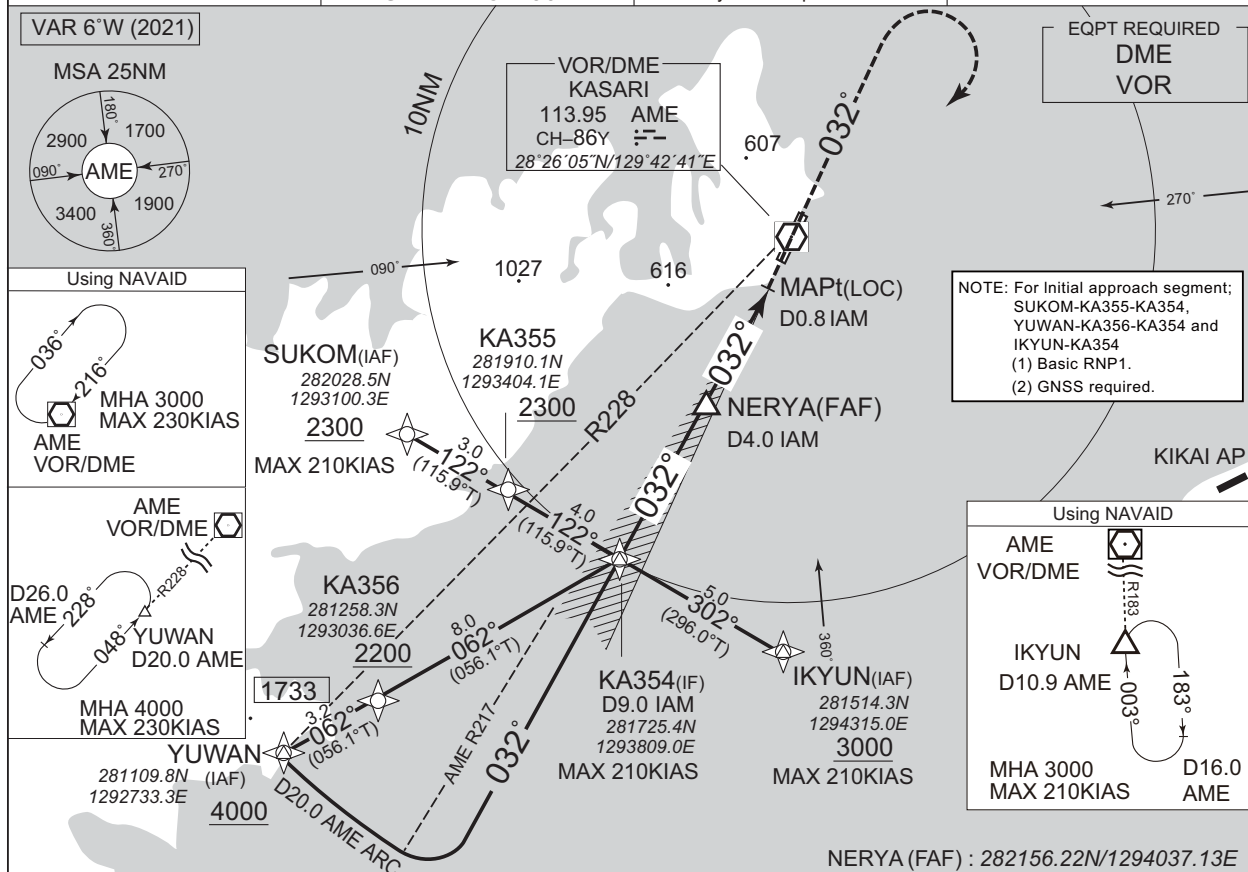 VAR 6°W (2021)
MSA 25NM
180°
2900
1700
090°
AME
270°
3400
1900
360°
Using NAVAID
036°
216°
MHA 3000
MAX 230KIAS
AME
VOR/DME
AME
VOR/DME
R228
D26.0
AME
228°
048°
YUWAN
D20.0 AME
MHA 4000
MAX 230KIAS
10NM
VOR/DME
KASARI
113.95 AME
CH–86Y
28°26′05″N/129°42′41″E
607
032°
EQPT REQUIRED
DME
VOR
270°
090°
1027
616
MAPt(LOC)
D0.8 IAM
NOTE: For Initial approach segment;
SUKOM-KA355-KA354,
YUWAN-KA356-KA354 and
IKYUN-KA354
(1) Basic RNP1.
(2) GNSS required.
KA355
281910.1N
1293404.1E
2300
SUKOM(IAF)
282028.5N
1293100.3E
2300
MAX 210KIAS
3.0
122°
(115.9°T)
R228
032°
NERYA(FAF)
D4.0 IAM
032°
4.0
122°
(115.9°T)
KIKAI AP
KA356
281258.3N
1293036.6E
2200
8.0
062°
(056.1°T)
5.0
302°
(296.0°T)
360°
1733
3.2
062°
(056.1°T)
YUWAN
(IAF)
281109.8N
1292733.3E
4000
D20.0 AME ARC
AME R217
032°
KA354(IF)
D9.0 IAM
281725.4N
1293809.0E
MAX 210KIAS
IKYUN(IAF)
281514.3N
1294315.0E
3000
MAX 210KIAS
Using NAVAID
AME
VOR/DME
R183
IKYUN
D10.9 AME
003°
183°
MHA 3000
MAX 210KIAS
D16.0
AME
NERYA (FAF) : 282156.22N/1294037.13E